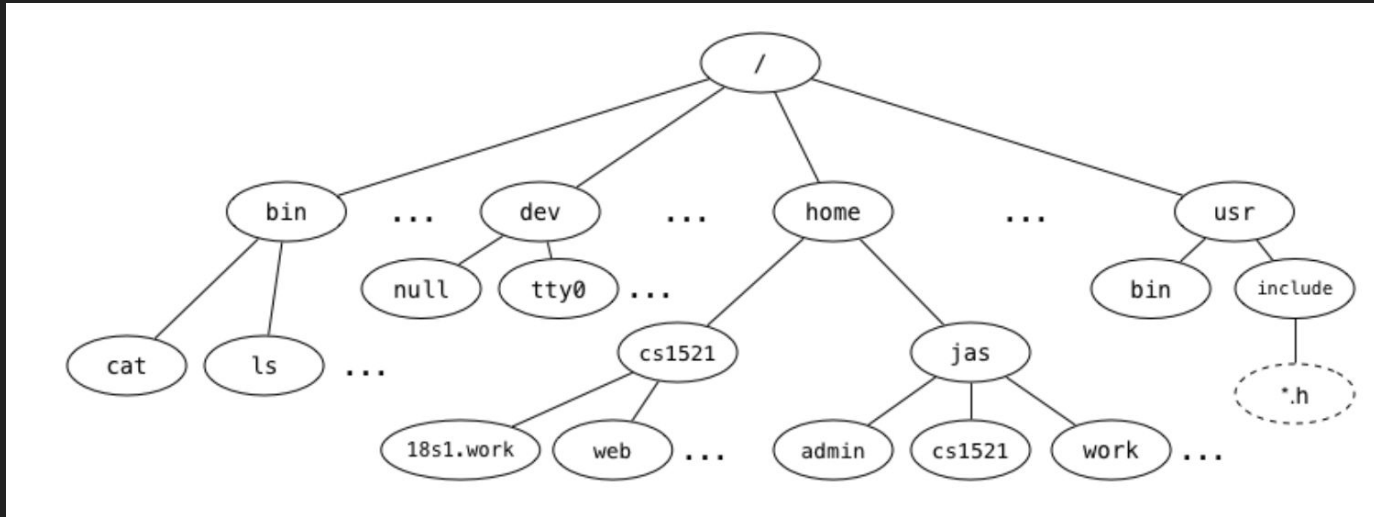 /
bin ... dev ... home ... usr
null tty0 ... bin include
cat ls ... cs1521 jas *.h
18s1.work web ... admin cs1521 work ...